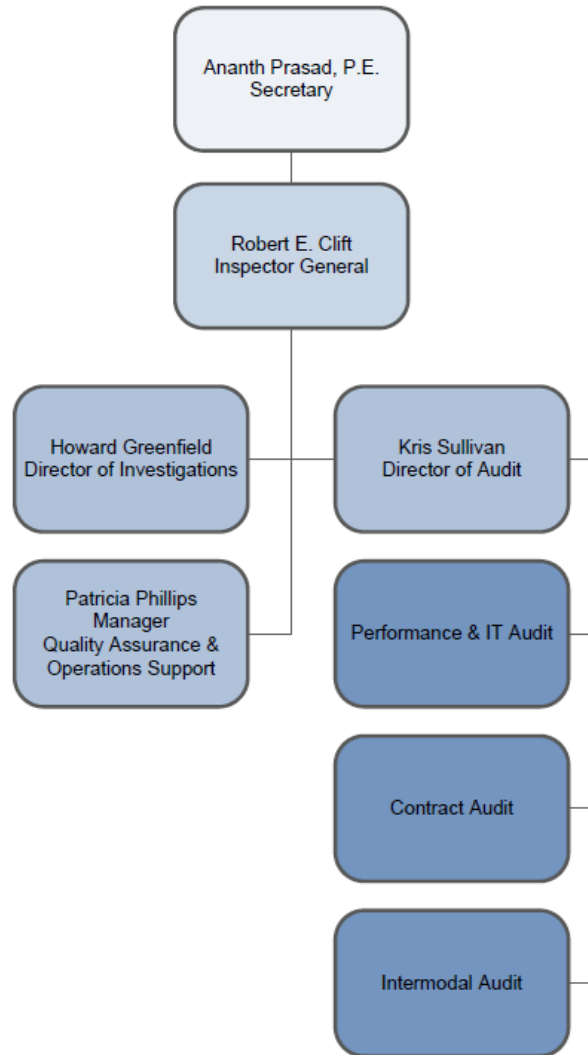 Ananth Prasad, P.E.
Secretary
Robert E. Clift
Inspector General
Howard Greenfield
Director of Investigations
Kris Sullivan
Director of Audit
Patricia Phillips
Manager
Quality Assurance &
Operations Support
Performance & IT Audit
Contract Audit
Intermodal Audit